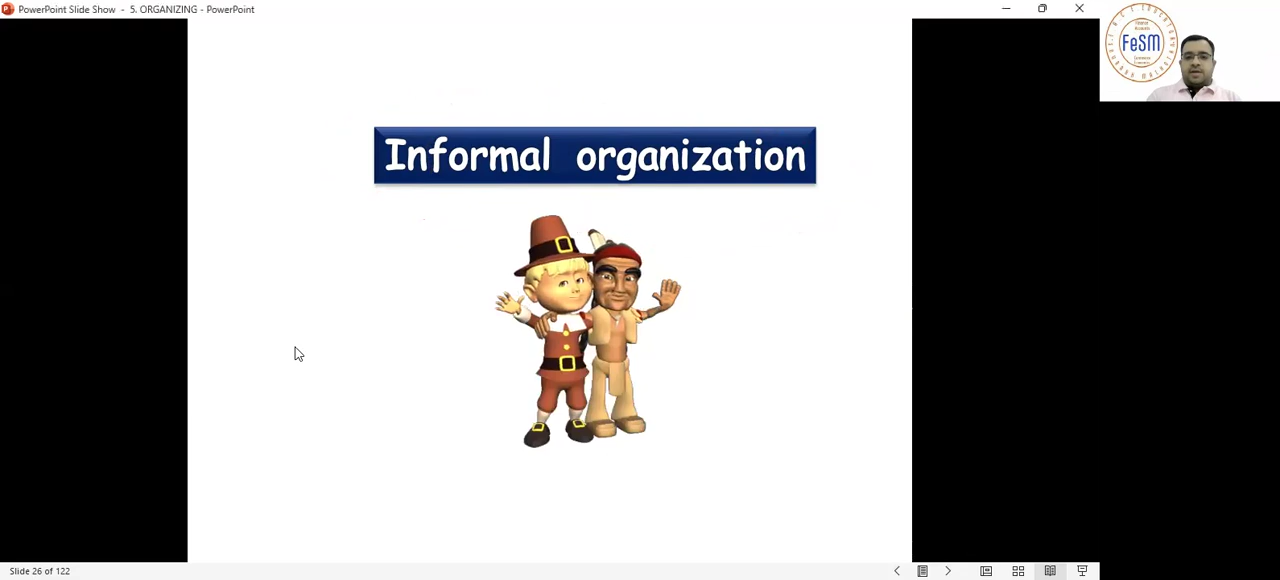 PowerPoint Slide Show - 5. ORGANIZING - PowerPoint
FeSM
Informal organization
Slide 26 of 122